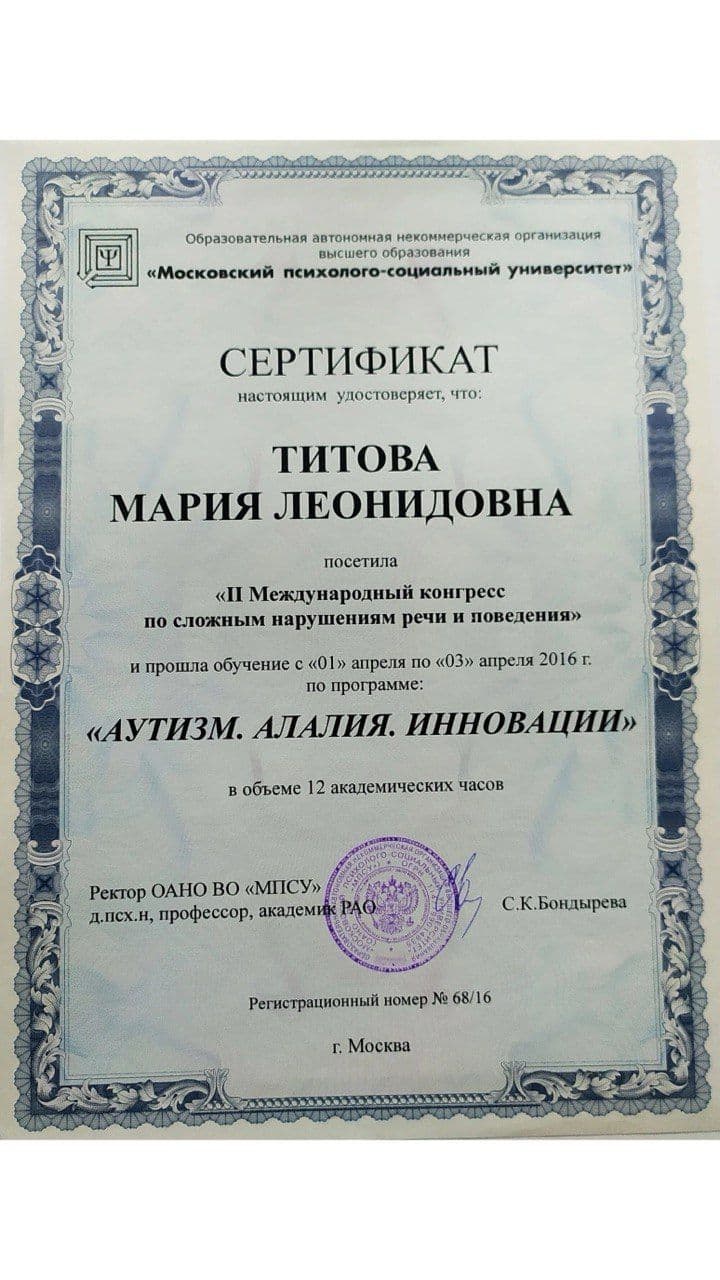 Образовательная автономная некоммерческая организация
высшего образования
Ψ
«Московский психолого-социальный университет»
СЕРТИФИКАТ
настоящим удостоверяет, что:
ТИТОВА
МАРИЯ ЛЕОНИДОВНА
посетила
«II Международный конгресс
по сложным нарушениям речи и поведения»
и прошла обучение с «01» апреля по «03» апреля 2016 г.
по программе:
«АУТИЗМ. АЛАЛИЯ. ИННОВАЦИИ»
в объеме 12 академических часов
Ректор ОАНО ВО «МПСУ»
д.псх.н, профессор, академик РАО
С.К.Бондырева
Регистрационный номер № 68/16
г. Москва